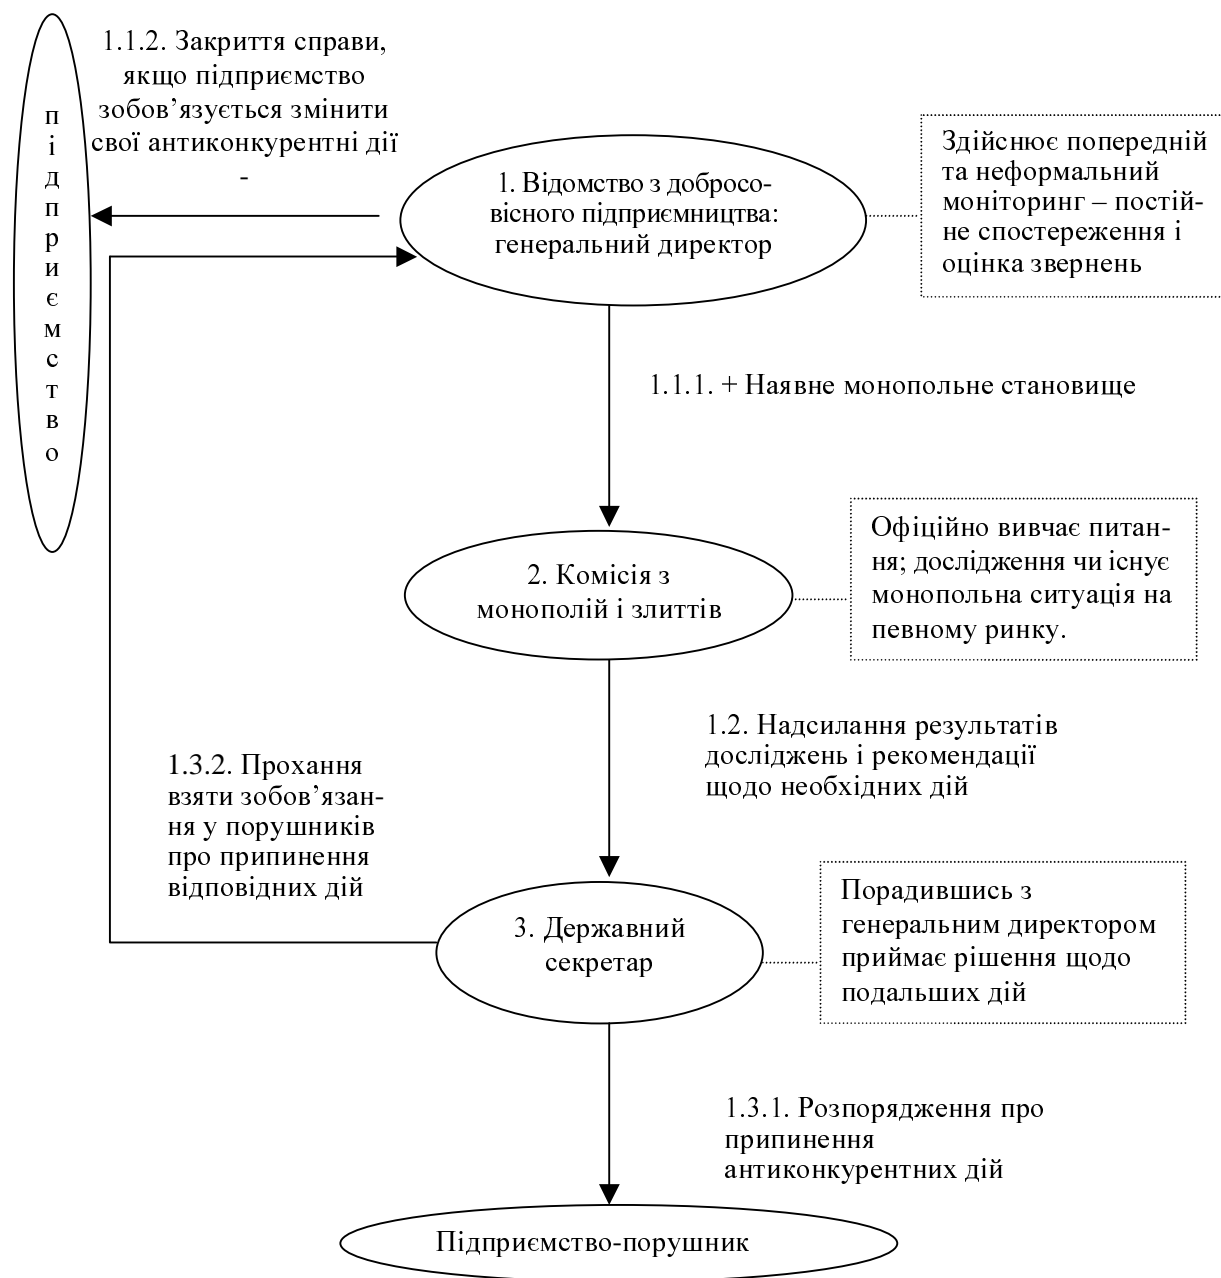 підприємство
1.1.2. Закриття справи,
якщо підприємство
зобов’язується змінити
свої антиконкурентні дії
-
1. Відомство з добросо-
вісного підприємництва:
генеральний директор
Здійснює попередній
та неформальний
моніторинг – постій-
не спостереження і
оцінка звернень
1.1.1. + Наявне монопольне становище
2. Комісія з
монополій і злиттів
Офіційно вивчає питан-
ня; дослідження чи існує
монопольна ситуація на
певному ринку.
1.2. Надсилання результатів
досліджень і рекомендації
щодо необхідних дій
1.3.2. Прохання
взяти зобов’язан-
ня у порушників
про припинення
відповідних дій
3. Державний
секретар
Порадившись з
генеральним директором
приймає рішення щодо
подальших дій
1.3.1. Розпорядження про
припинення
антиконкурентних дій
Підприємство-порушник